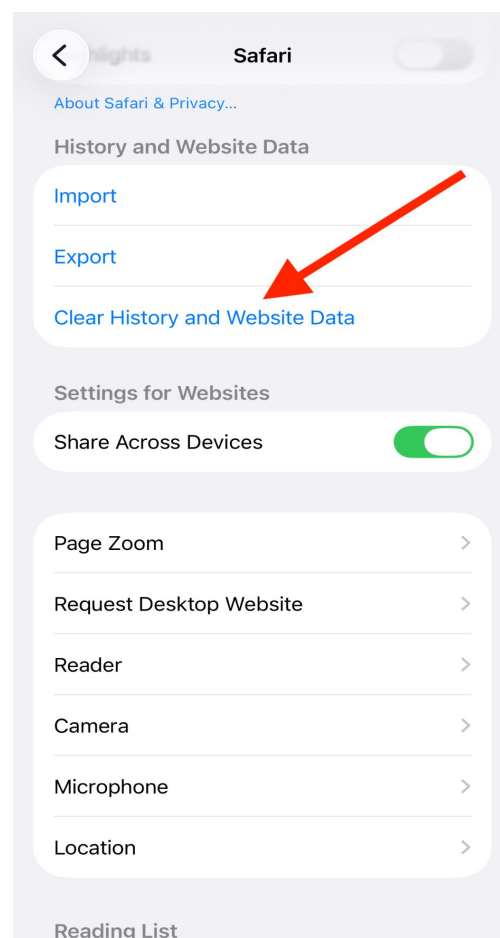 Safari
About Safari & Privacy...
History and Website Data
Import
Export
Clear History and Website Data
Settings for Websites
Share Across Devices
Page Zoom
Request Desktop Website
Reader
Camera
Microphone
Location
Reading List